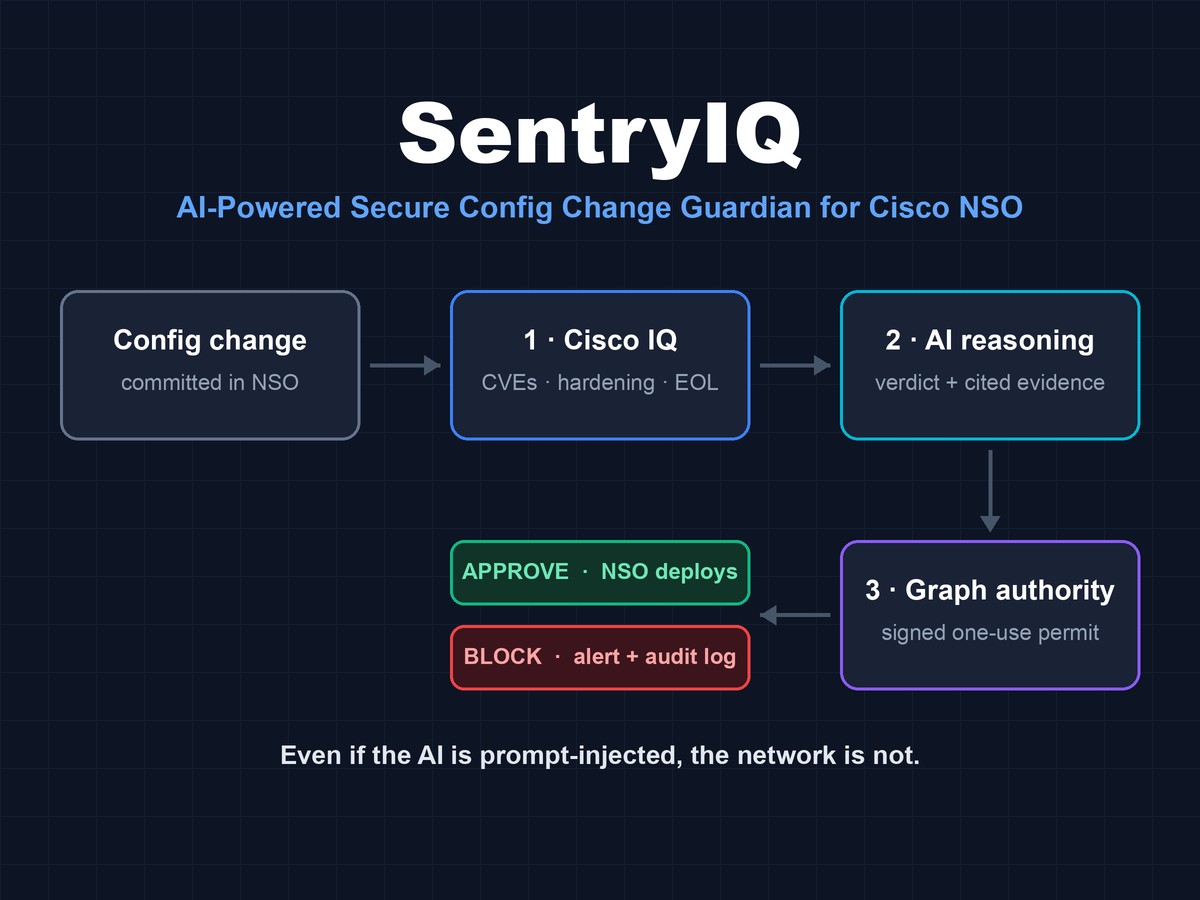 SentryIQ
AI-Powered Secure Config Change Guardian for Cisco NSO
Config change
committed in NSO
1 · Cisco IQ
CVEs · hardening · EOL
2 · AI reasoning
verdict + cited evidence
3 · Graph authority
signed one-use permit
APPROVE · NSO deploys
BLOCK · alert + audit log
Even if the AI is prompt-injected, the network is not.